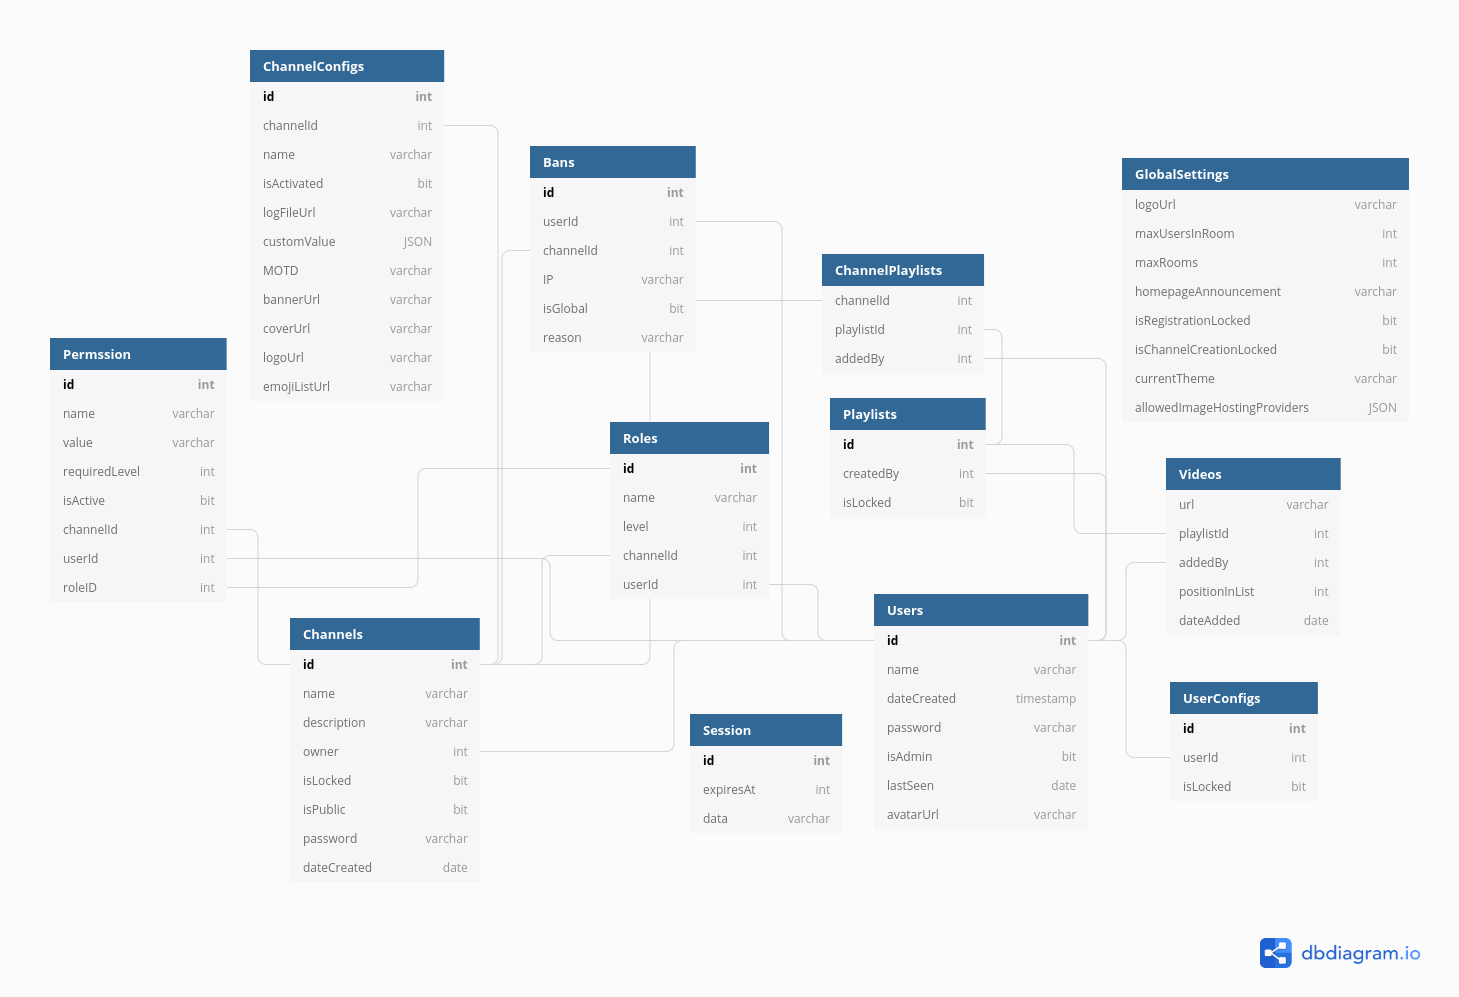 ChannelConfigs
id int
channelId int
name varchar
isActivated bit
logFileUrl varchar
customValue JSON
MOTD varchar
bannerUrl varchar
coverUrl varchar
logoUrl varchar
emojiListUrl varchar
Bans
id int
userId int
channelId int
IP varchar
isGlobal bit
reason varchar
GlobalSettings
logoUrl varchar
maxUsersInRoom int
maxRooms int
homepageAnnouncement varchar
isRegistrationLocked bit
isChannelCreationLocked bit
currentTheme varchar
allowedImageHostingProviders JSON
ChannelPlaylists
channelId int
playlistId int
addedBy int
Permssion
id int
name varchar
value varchar
requiredLevel int
isActive bit
channelId int
userId int
roleID int
Playlists
id int
createdBy int
isLocked bit
Roles
id int
name varchar
level int
channelId int
userId int
Videos
url varchar
playlistId int
addedBy int
positionInList int
dateAdded date
Users
id int
name varchar
dateCreated timestamp
password varchar
isAdmin bit
lastSeen date
avatarUrl varchar
Channels
id int
name varchar
description varchar
owner int
isLocked bit
isPublic bit
password varchar
dateCreated date
UserConfigs
id int
userId int
isLocked bit
Session
id int
expiresAt int
data varchar
dbdiagram.io